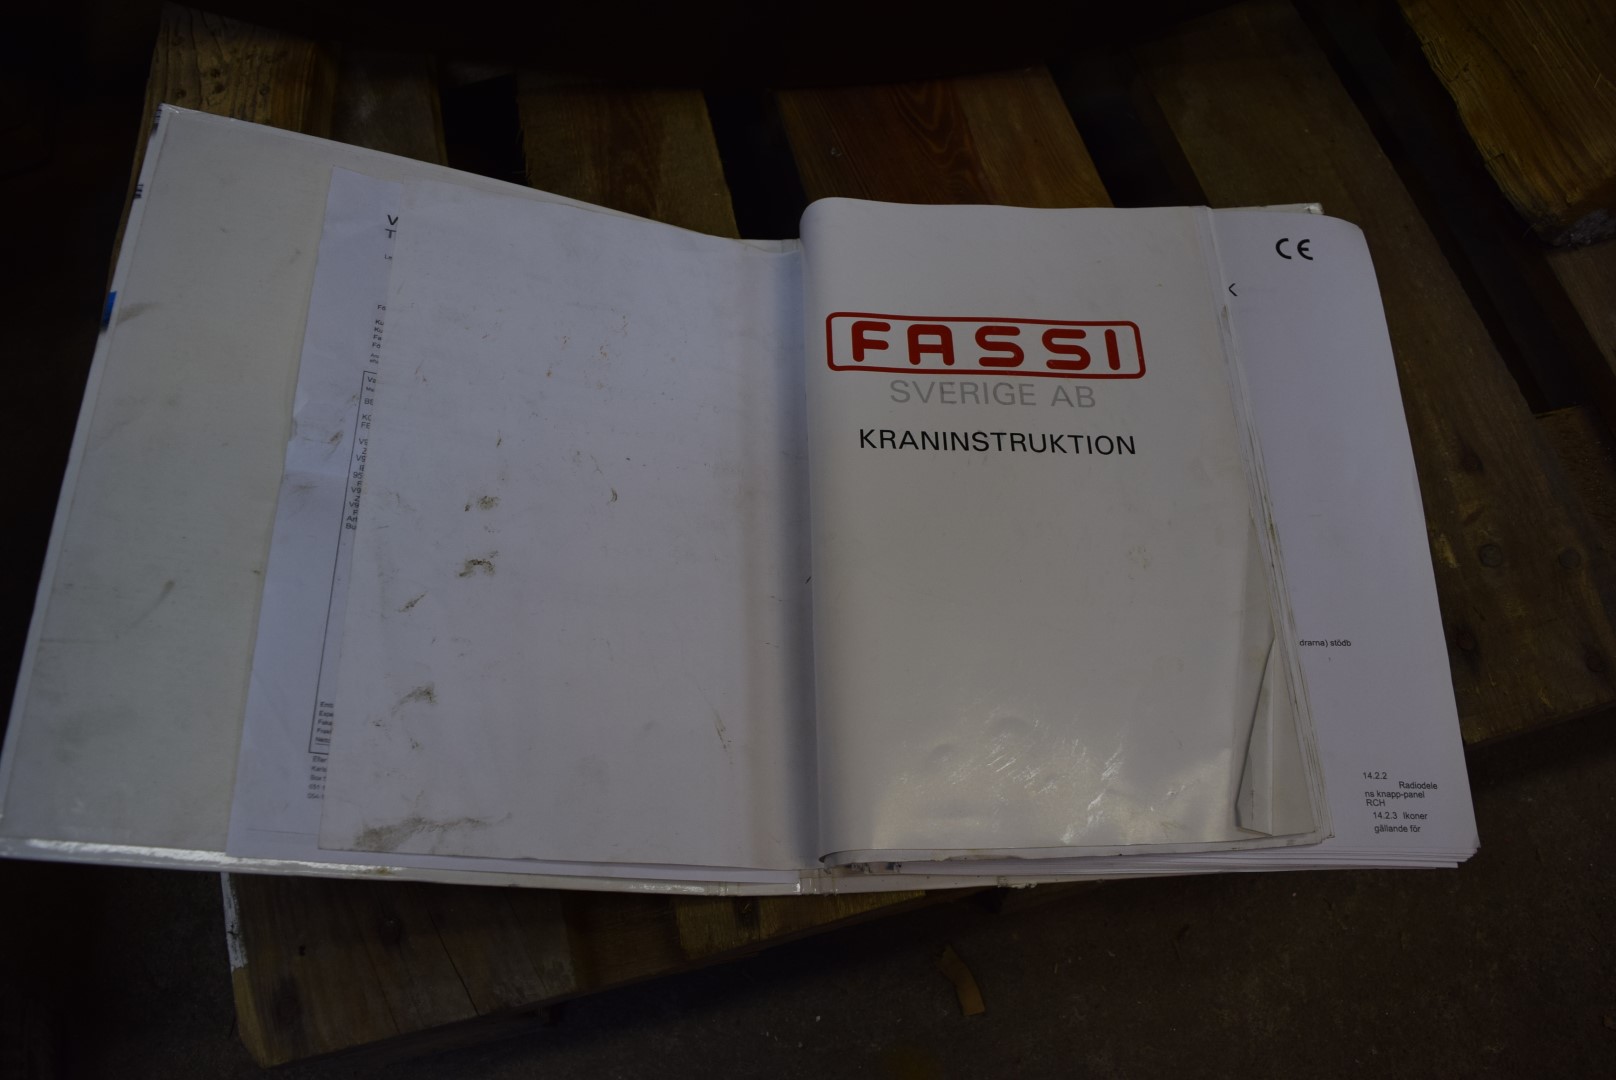 V
T
FASSI
SVERIGE AB
KRANINSTRUKTION
CE
K
drarna) stödb
14.2.2 Radiodele
ns knapp-panel
RCH
14.2.3 Ikoner
gällande för